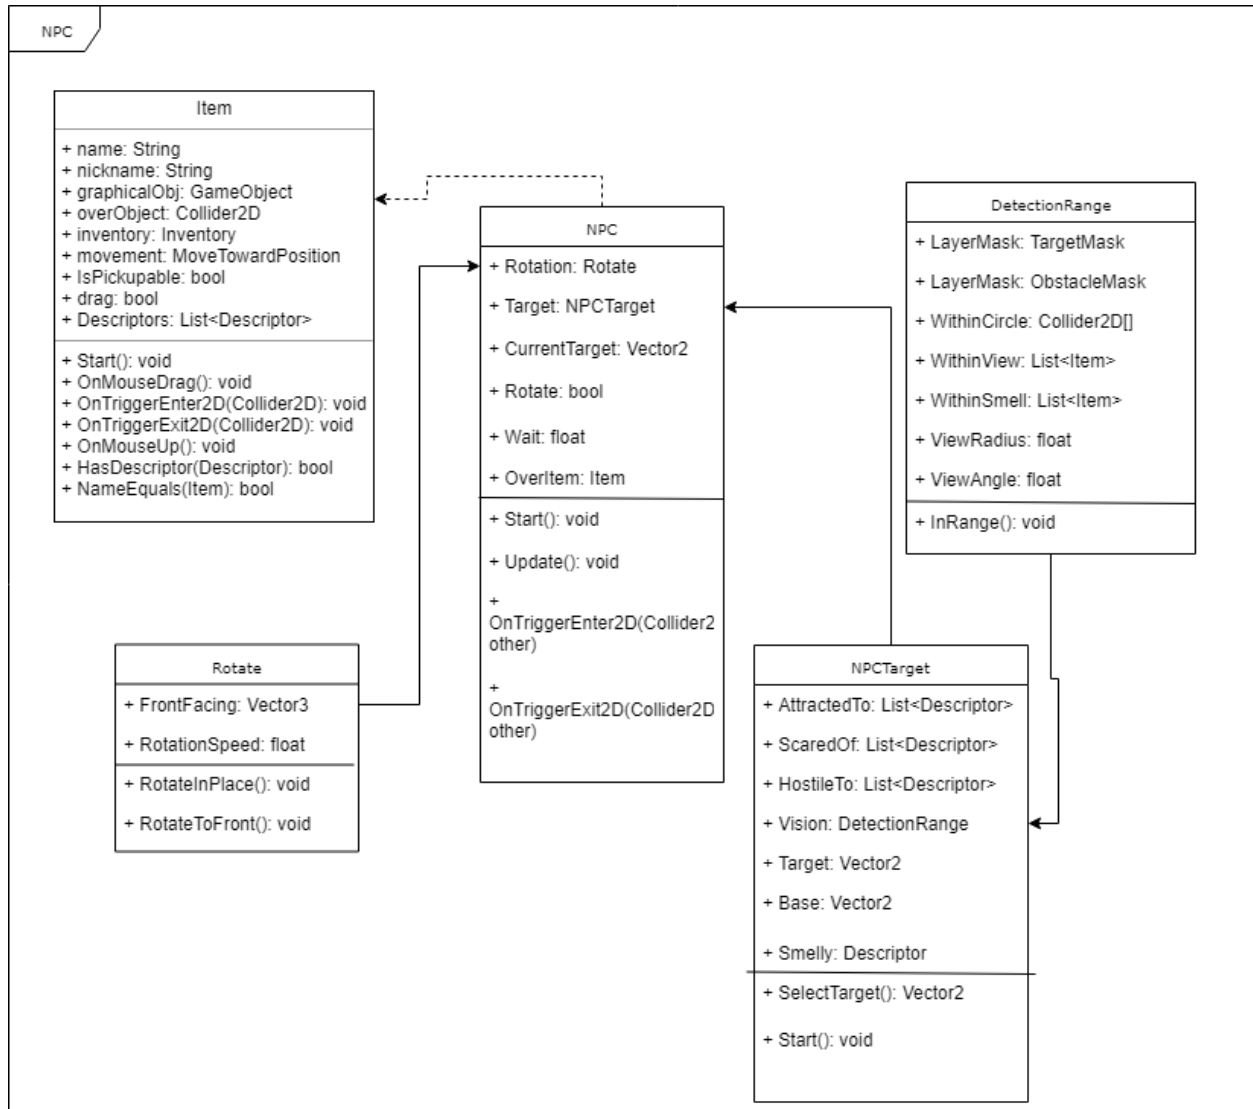 NPC
Item
+ name: String
+ nickname: String
+ graphicalObj: GameObject
+ overObject: Collider2D
+ inventory: Inventory
+ movement: MoveTowardPosition
+ IsPickupable: bool
+ drag: bool
+ Descriptors: List<Descriptor>
+ Start(): void
+ OnMouseDrag(): void
+ OnTriggerEnter2D(Collider2D): void
+ OnTriggerExit2D(Collider2D): void
+ OnMouseUp(): void
+ HasDescriptor(Descriptor): bool
+ NameEquals(Item): bool
NPC
+ Rotation: Rotate
+ Target: NPCTarget
+ CurrentTarget: Vector2
+ Rotate: bool
+ Wait: float
+ OverItem: Item
+ Start(): void
+ Update(): void
+
OnTriggerEnter2D(Collider2
other)
+
OnTriggerExit2D(Collider2D
other)
DetectionRange
+ LayerMask: TargetMask
+ LayerMask: ObstacleMask
+ WithinCircle: Collider2D[]
+ WithinView: List<Item>
+ WithinSmell: List<Item>
+ ViewRadius: float
+ ViewAngle: float
+ InRange(): void
Rotate
+ FrontFacing: Vector3
+ RotationSpeed: float
+ RotateInPlace(): void
+ RotateToFront(): void
NPCTarget
+ AttractedTo: List<Descriptor>
+ ScaredOf: List<Descriptor>
+ HostileTo: List<Descriptor>
+ Vision: DetectionRange
+ Target: Vector2
+ Base: Vector2
+ Smelly: Descriptor
+ SelectTarget(): Vector2
+ Start(): void